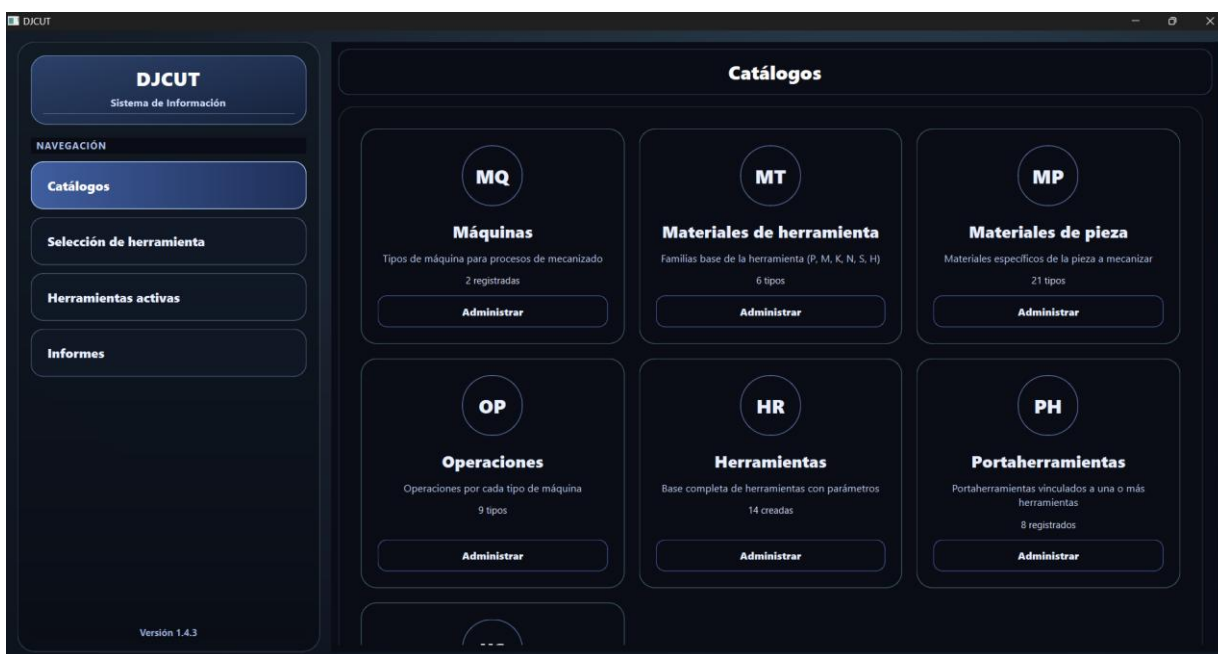 DJCUT
DJCUT
Sistema de Información
NAVEGACIÓN
Catálogos
Selección de herramienta
Herramientas activas
Informes
Versión 1.4.3
Catálogos
MQ
Máquinas
Tipos de máquina para procesos de mecanizado
2 registradas
Administrar
MT
Materiales de herramienta
Familias base de la herramienta (P, M, K, N, S, H)
6 tipos
Administrar
MP
Materiales de pieza
Materiales específicos de la pieza a mecanizar
21 tipos
Administrar
OP
Operaciones
Operaciones por cada tipo de máquina
9 tipos
Administrar
HR
Herramientas
Base completa de herramientas con parámetros
14 creadas
Administrar
PH
Portaherramientas
Portaherramientas vinculados a una o más
herramientas
8 registrados
Administrar